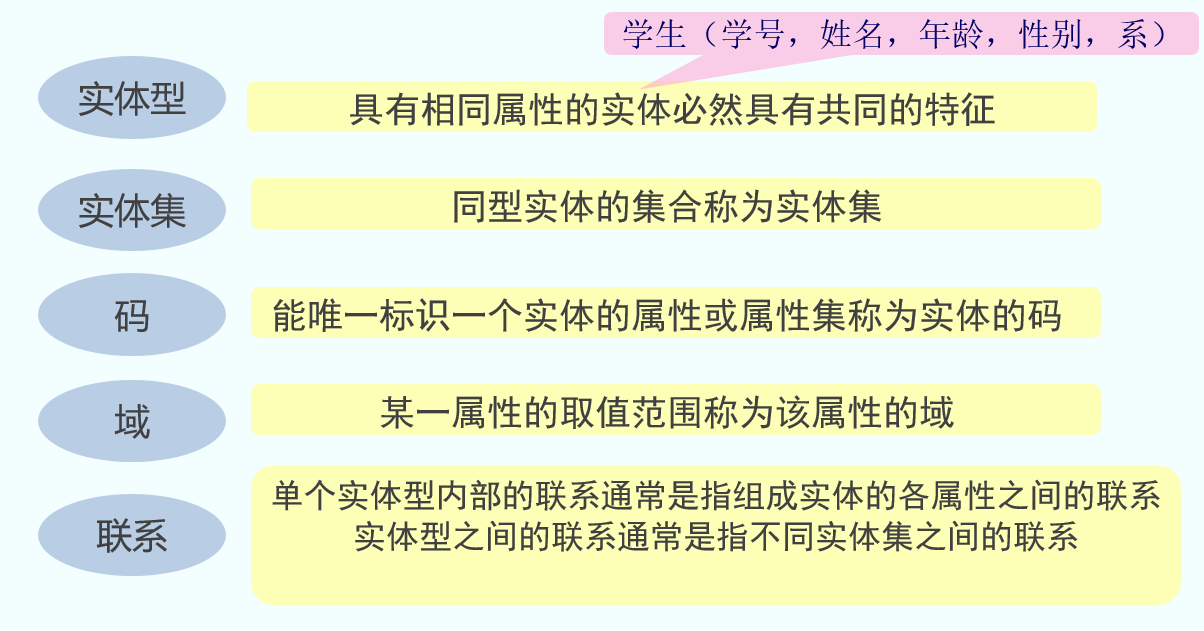 学生（学号，姓名，年龄，性别，系）
实体型
具有相同属性的实体必然具有共同的特征
实体集
同型实体的集合称为实体集
码
能唯一标识一个实体的属性或属性集称为实体的码
域
某一属性的取值范围称为该属性的域
联系
单个实体型内部的联系通常是指组成实体的各属性之间的联系
实体型之间的联系通常是指不同实体集之间的联系